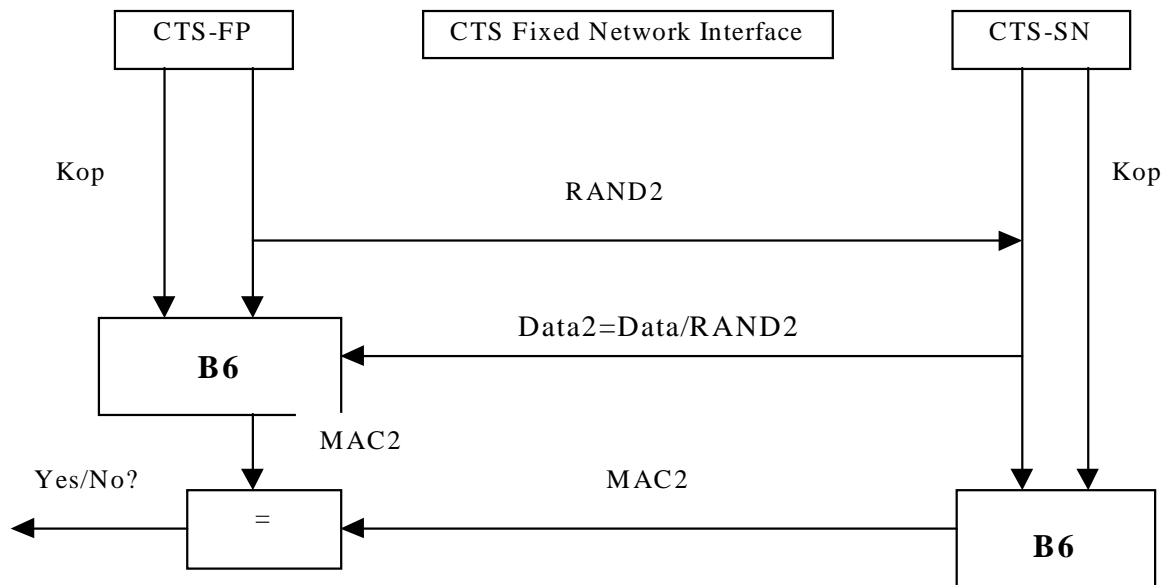 CTS-FP
CTS Fixed Network Interface
CTS-SN
Kop
Kop
RAND2
Data2=Data/RAND2
B6
MAC2
Yes/No?
MAC2
=
B6